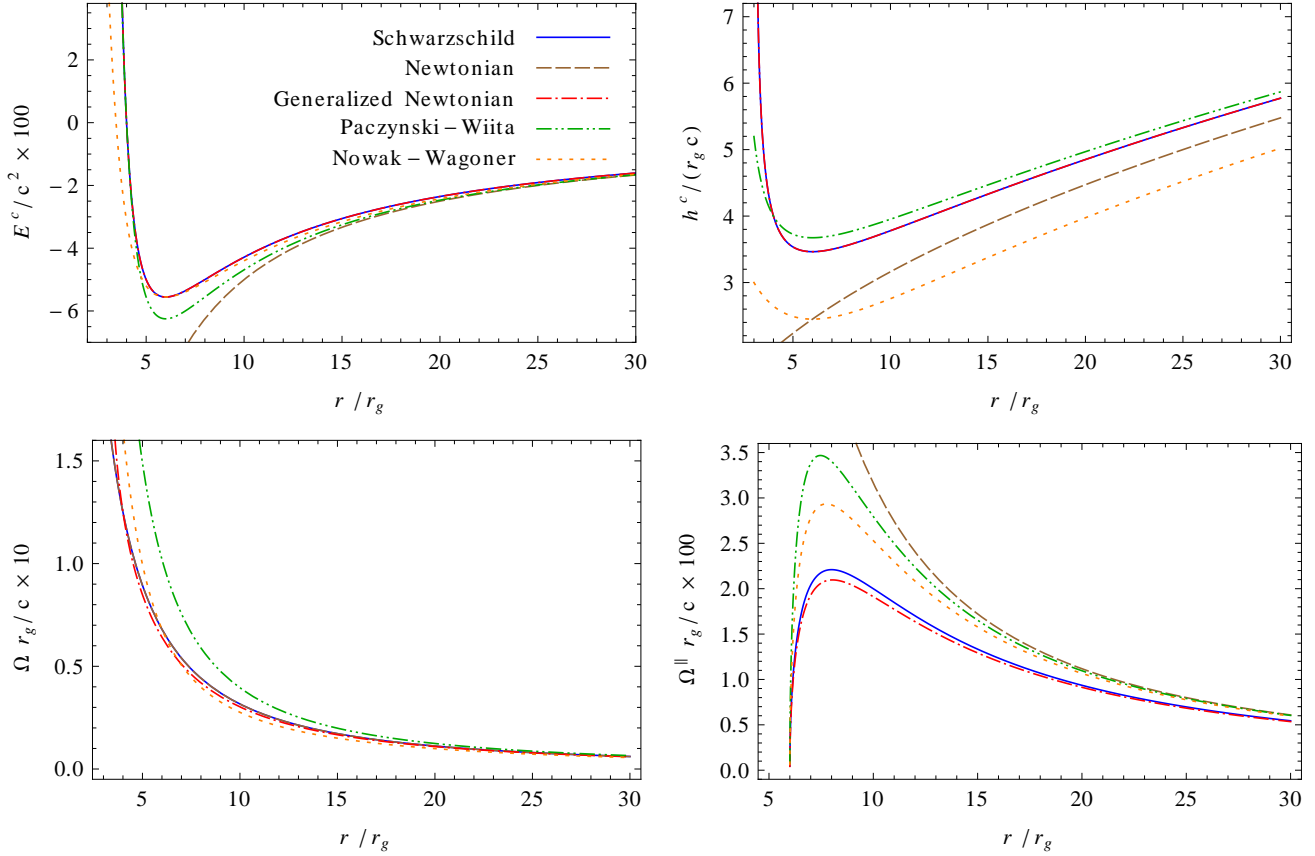 E^c / c^2 × 100
2
0
− 2
− 4
− 6
Schwarzschild
Newtonian
Generalized Newtonian
Paczynski − Wiita
Nowak − Wagoner
5 10 15 20 25 30
r / r_g
h^c / (r_g c)
7
6
5
4
3
5 10 15 20 25 30
r / r_g
Ω r_g / c × 10
1.5
1.0
0.5
0.0
5 10 15 20 25 30
r / r_g
Ω^∥ r_g / c × 100
3.5
3.0
2.5
2.0
1.5
1.0
0.5
0.0
5 10 15 20 25 30
r / r_g